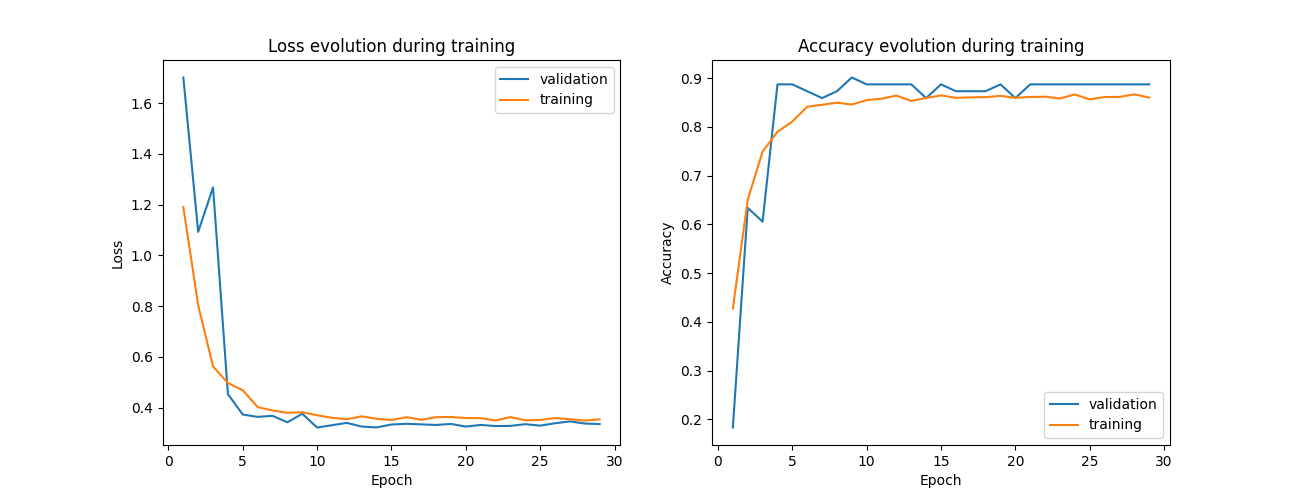 Loss evolution during training
validation
training
1.6
1.4
1.2
1.0
0.8
0.6
0.4
Loss
0 5 10 15 20 25 30
Epoch
Accuracy evolution during training
0.9
0.8
0.7
0.6
0.5
0.4
0.3
0.2
Accuracy
validation
training
0 5 10 15 20 25 30
Epoch